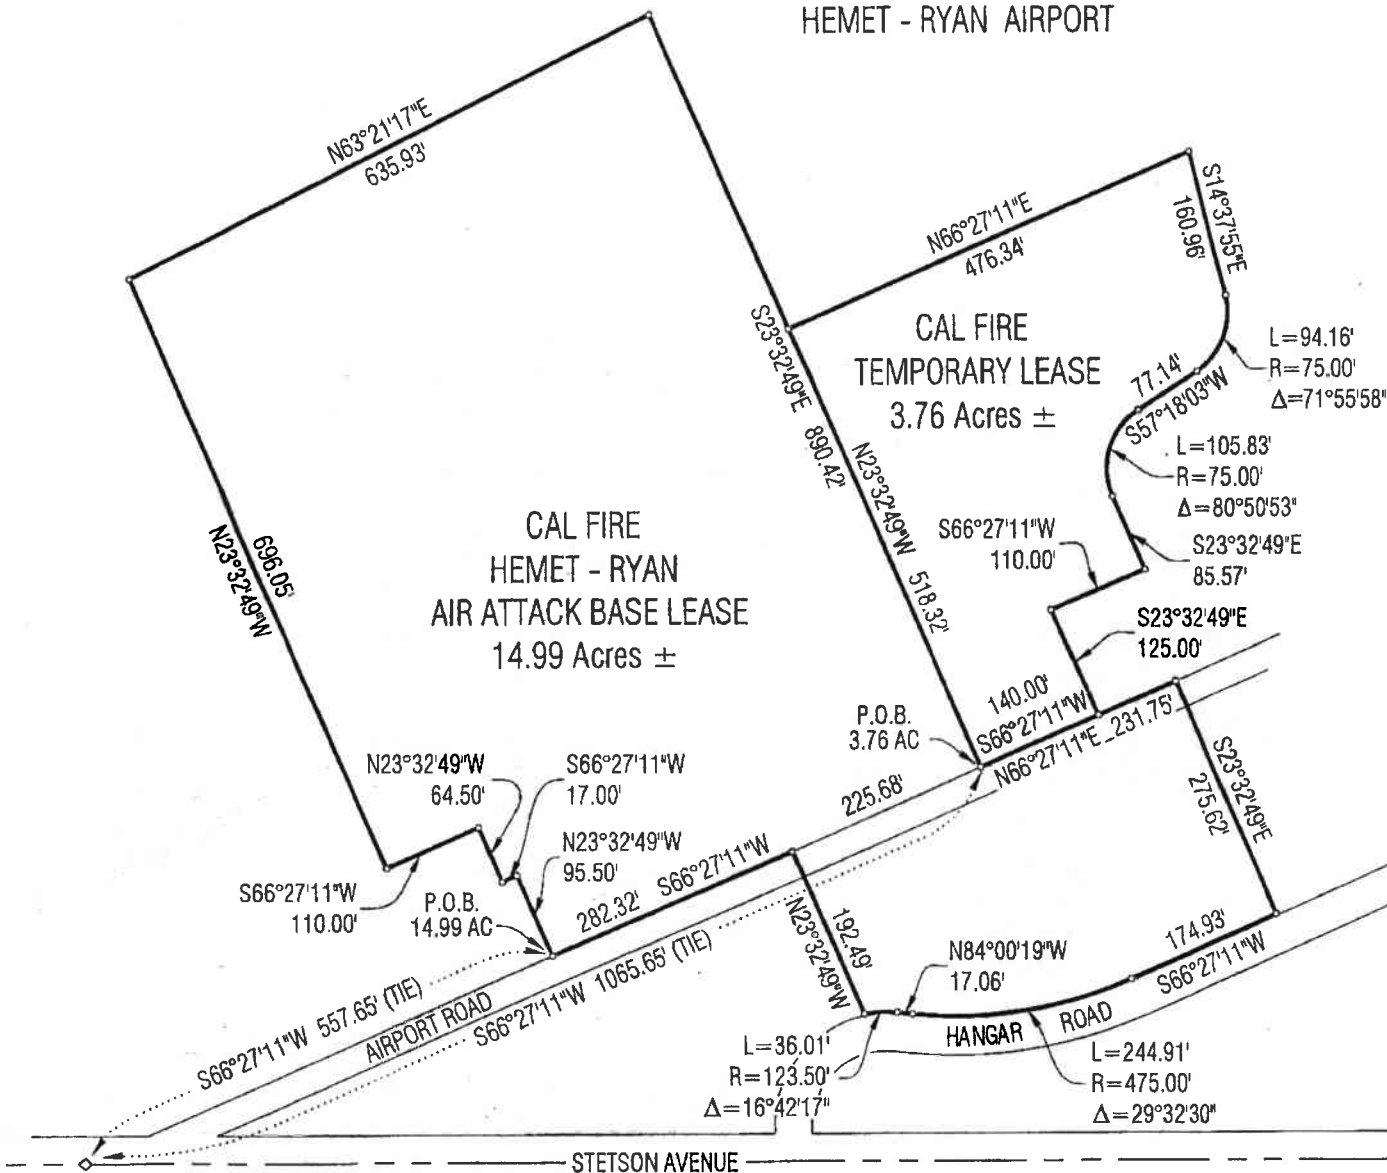 HEMET - RYAN AIRPORT
N63°21'17"E
635.93'
N66°27'11"E
476.34'
S14°37'55"E
160.96'
S23°32'49"E 890.42'
CAL FIRE
TEMPORARY LEASE
3.76 Acres ±
L=94.16'
R=75.00'
Δ=71°55'58"
77.14'
S57°18'03"W
L=105.83'
R=75.00'
Δ=80°50'53"
N23°32'49"W 518.32'
S66°27'11"W
110.00'
S23°32'49"E
85.57'
696.05'
N23°32'49"W
CAL FIRE
HEMET - RYAN
AIR ATTACK BASE LEASE
14.99 Acres ±
S23°32'49"E
125.00'
140.00'
S66°27'11"W
P.O.B.
3.76 AC
N66°27'11"E 231.75'
S23°32'49"E
275.62'
N23°32'49"W
64.50'
S66°27'11"W
17.00'
225.68'
N23°32'49"W
95.50'
S66°27'11"W
110.00'
P.O.B.
14.99 AC
282.32' S66°27'11"W
192.49'
N23°32'49"W
N84°00'19"W
17.06'
174.93'
S66°27'11"W
S66°27'11"W 557.65' (TIE)
AIRPORT ROAD
S66°27'11"W 1065.65' (TIE)
HANGAR ROAD
L=36.01'
R=123.50'
Δ=16°42'17"
L=244.91'
R=475.00'
Δ=29°32'30"
STETSON AVENUE